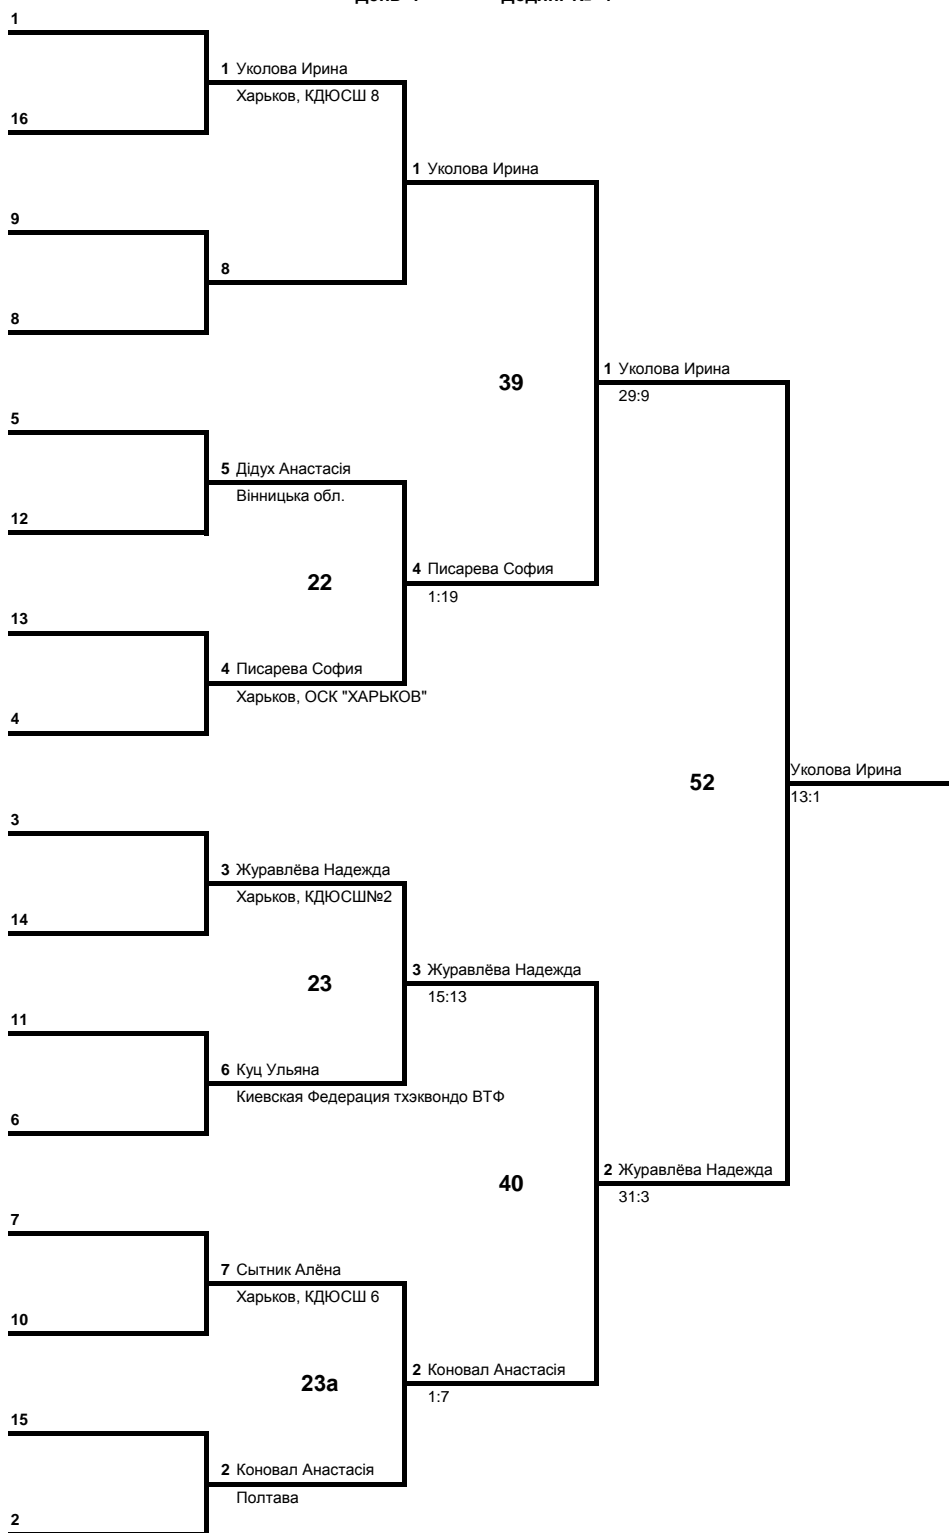 1
1 Уколова Ирина
Харьков, КДЮСШ 8
16
1 Уколова Ирина
9
8
8
39
1 Уколова Ирина
29:9
5
5 Дідух Анастасія
Вінницька обл.
12
22
4 Писарева София
1:19
13
4 Писарева София
Харьков, ОСК "ХАРЬКОВ"
4
52
Уколова Ирина
13:1
3
3 Журавлёва Надежда
Харьков, КДЮСШ№2
14
23
3 Журавлёва Надежда
15:13
11
6 Куц Ульяна
Киевская Федерация тхэквондо ВТФ
6
40
2 Журавлёва Надежда
31:3
7
7 Сытник Алёна
Харьков, КДЮСШ 6
10
23а
2 Коновал Анастасія
1:7
15
2 Коновал Анастасія
Полтава
2